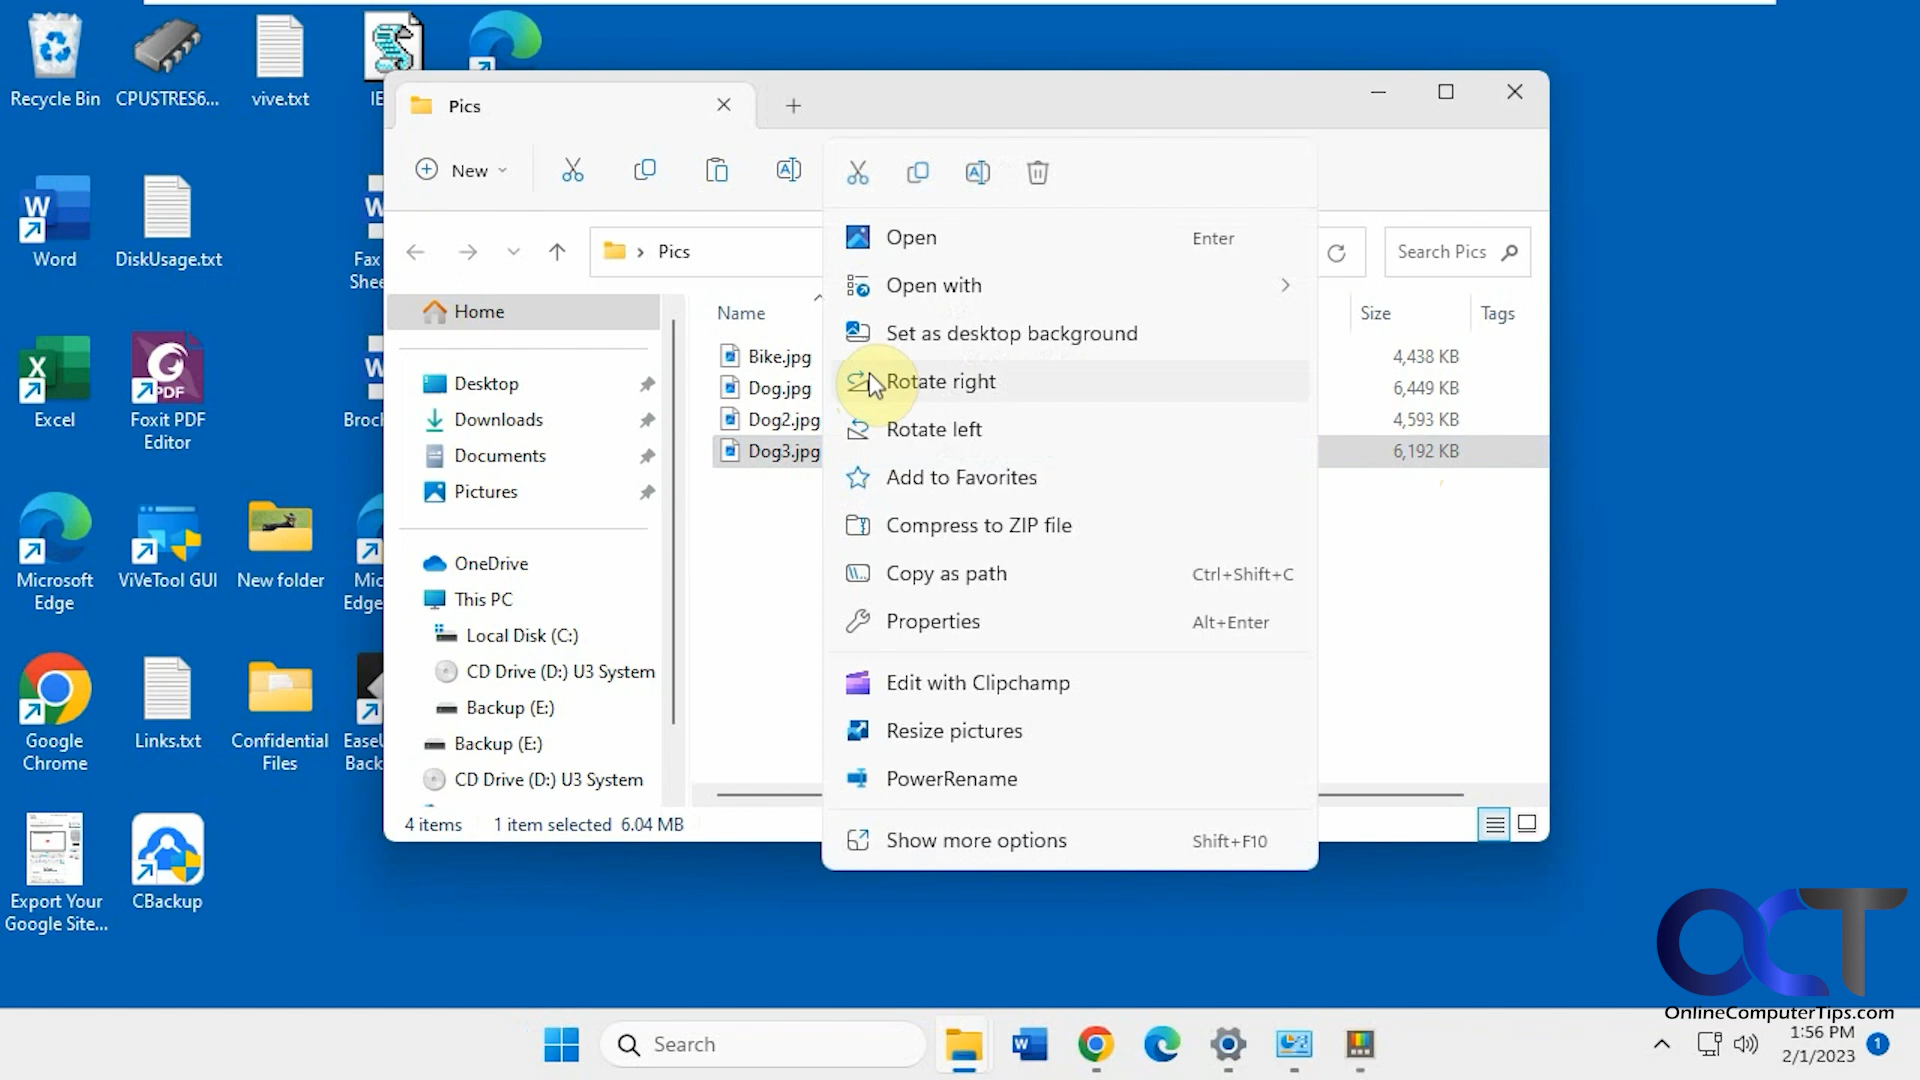 Recycle Bin
CPUSTRES6...
vive.txt
IE
Word
DiskUsage.txt
Fax
Shee
Excel
Foxit PDF
Editor
Broch
Microsoft
Edge
ViVeTool GUI
New folder
Mic
Edge
Google
Chrome
Links.txt
Confidential
Files
EaseU
Back
Export Your
Google Site...
CBackup
Pics
New
Pics
Search Pics
Home
Desktop
Downloads
Documents
Pictures
OneDrive
This PC
Local Disk (C:)
CD Drive (D:) U3 System
Backup (E:)
Backup (E:)
CD Drive (D:) U3 System
Name
Size
Tags
Bike.jpg
4,438 KB
Dog.jpg
6,449 KB
Dog2.jpg
4,593 KB
Dog3.jpg
6,192 KB
4 items
1 item selected 6.04 MB
Open
Enter
Open with
Set as desktop background
Rotate right
Rotate left
Add to Favorites
Compress to ZIP file
Copy as path
Ctrl+Shift+C
Properties
Alt+Enter
Edit with Clipchamp
Resize pictures
PowerRename
Show more options
Shift+F10
OCT
OnlineComputerTips.com
Search
1:56 PM
2/1/2023
1